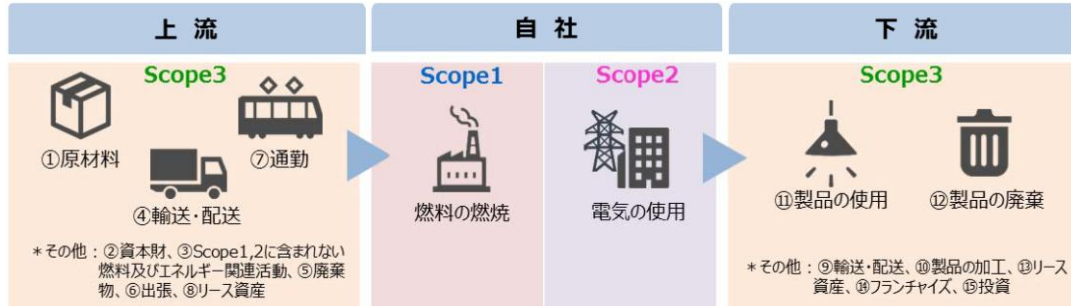 上 流
自 社
下 流
Scope3
Scope1
Scope2
Scope3
①原材料
⑦通勤
④輸送・配送
燃料の燃焼
電気の使用
⑪製品の使用
⑫製品の廃棄
＊その他：②資本財、③Scope1,2に含まれない
燃料及びエネルギー関連活動、⑤廃棄
物、⑥出張、⑧リース資産
＊その他：⑨輸送・配送、⑩製品の加工、⑬リース
資産、⑭フランチャイズ、⑮投資